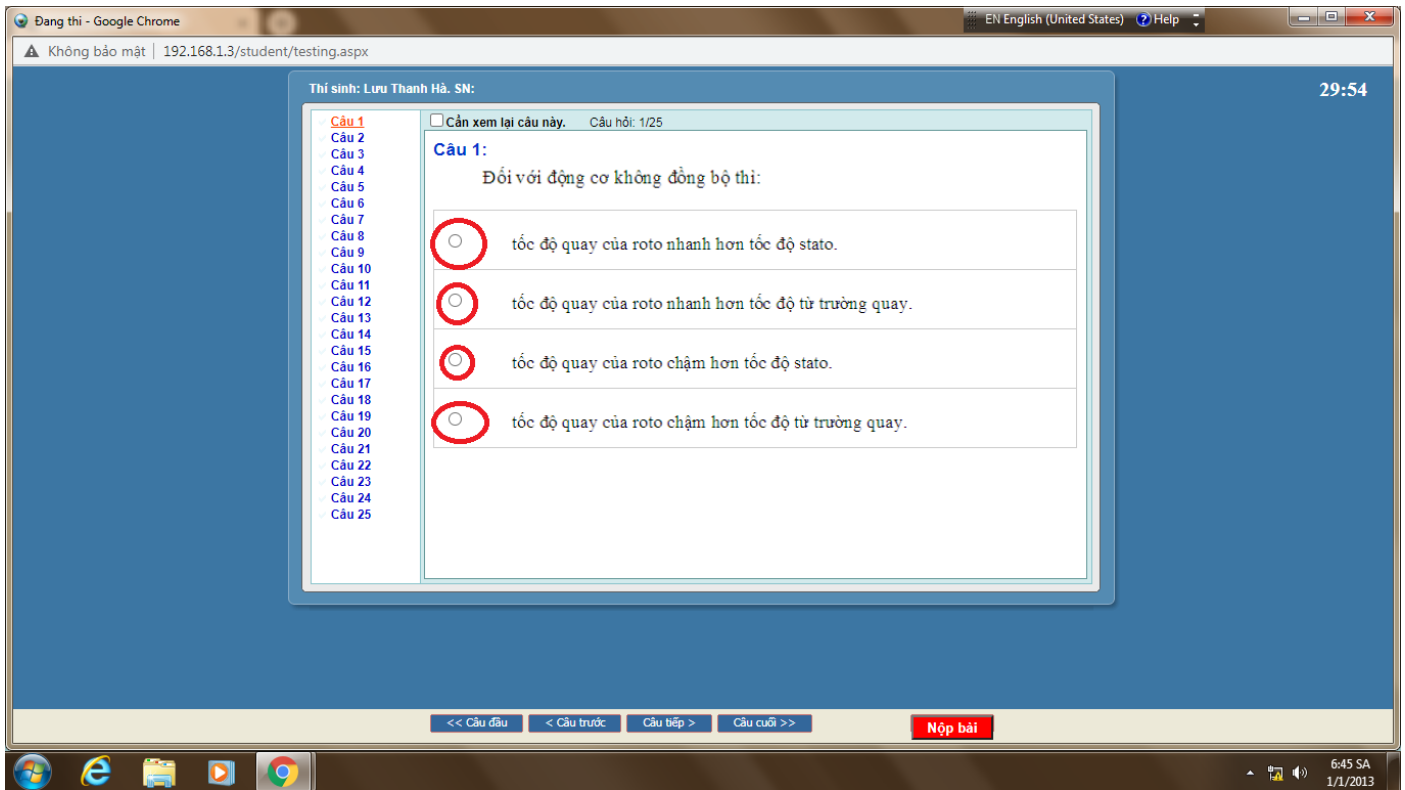 Đang thi - Google Chrome
EN English (United States) Help
Không bảo mật | 192.168.1.3/student/testing.aspx
Thí sinh: Lưu Thanh Hà. SN:
29:54
Câu 1
Câu 2
Câu 3
Câu 4
Câu 5
Câu 6
Câu 7
Câu 8
Câu 9
Câu 10
Câu 11
Câu 12
Câu 13
Câu 14
Câu 15
Câu 16
Câu 17
Câu 18
Câu 19
Câu 20
Câu 21
Câu 22
Câu 23
Câu 24
Câu 25
Cần xem lại câu này. Câu hỏi: 1/25
Câu 1:
Đối với động cơ không đồng bộ thì:
tốc độ quay của roto nhanh hơn tốc độ stato.
tốc độ quay của roto nhanh hơn tốc độ từ trường quay.
tốc độ quay của roto chậm hơn tốc độ stato.
tốc độ quay của roto chậm hơn tốc độ từ trường quay.
<< Câu đầu < Câu trước Câu tiếp > Câu cuối >> Nộp bài
6:45 SA
1/1/2013